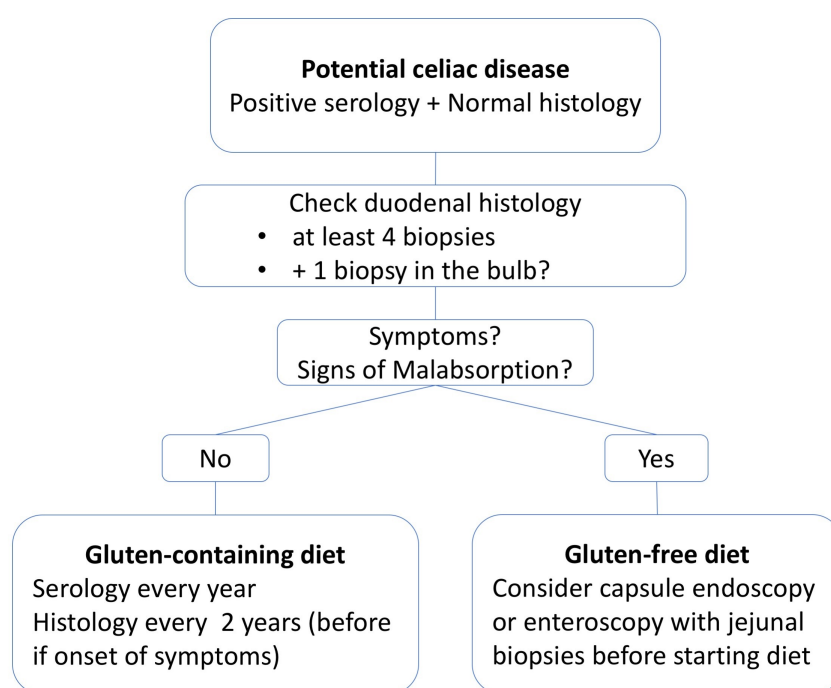 Potential celiac disease
Positive serology + Normal histology
Check duodenal histology
• at least 4 biopsies
• + 1 biopsy in the bulb?
Symptoms?
Signs of Malabsorption?
No
Yes
Gluten-containing diet
Serology every year
Histology every  2 years (before
if onset of symptoms)
Gluten-free diet
Consider capsule endoscopy
or enteroscopy with jejunal
biopsies before starting diet